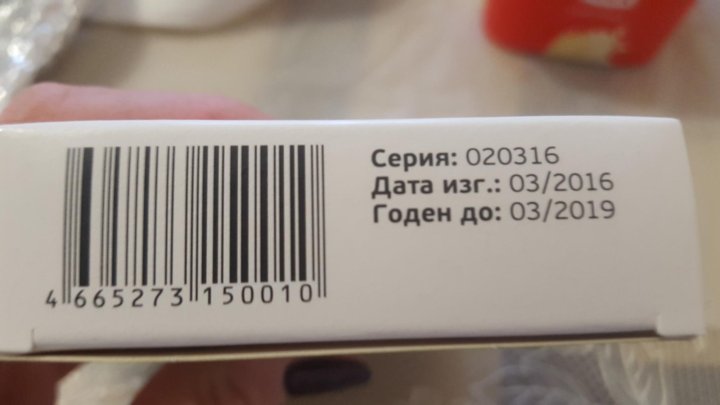 Серия: 020316
Дата изг.: 03/2016
Годен до: 03/2019
4 665273 150010